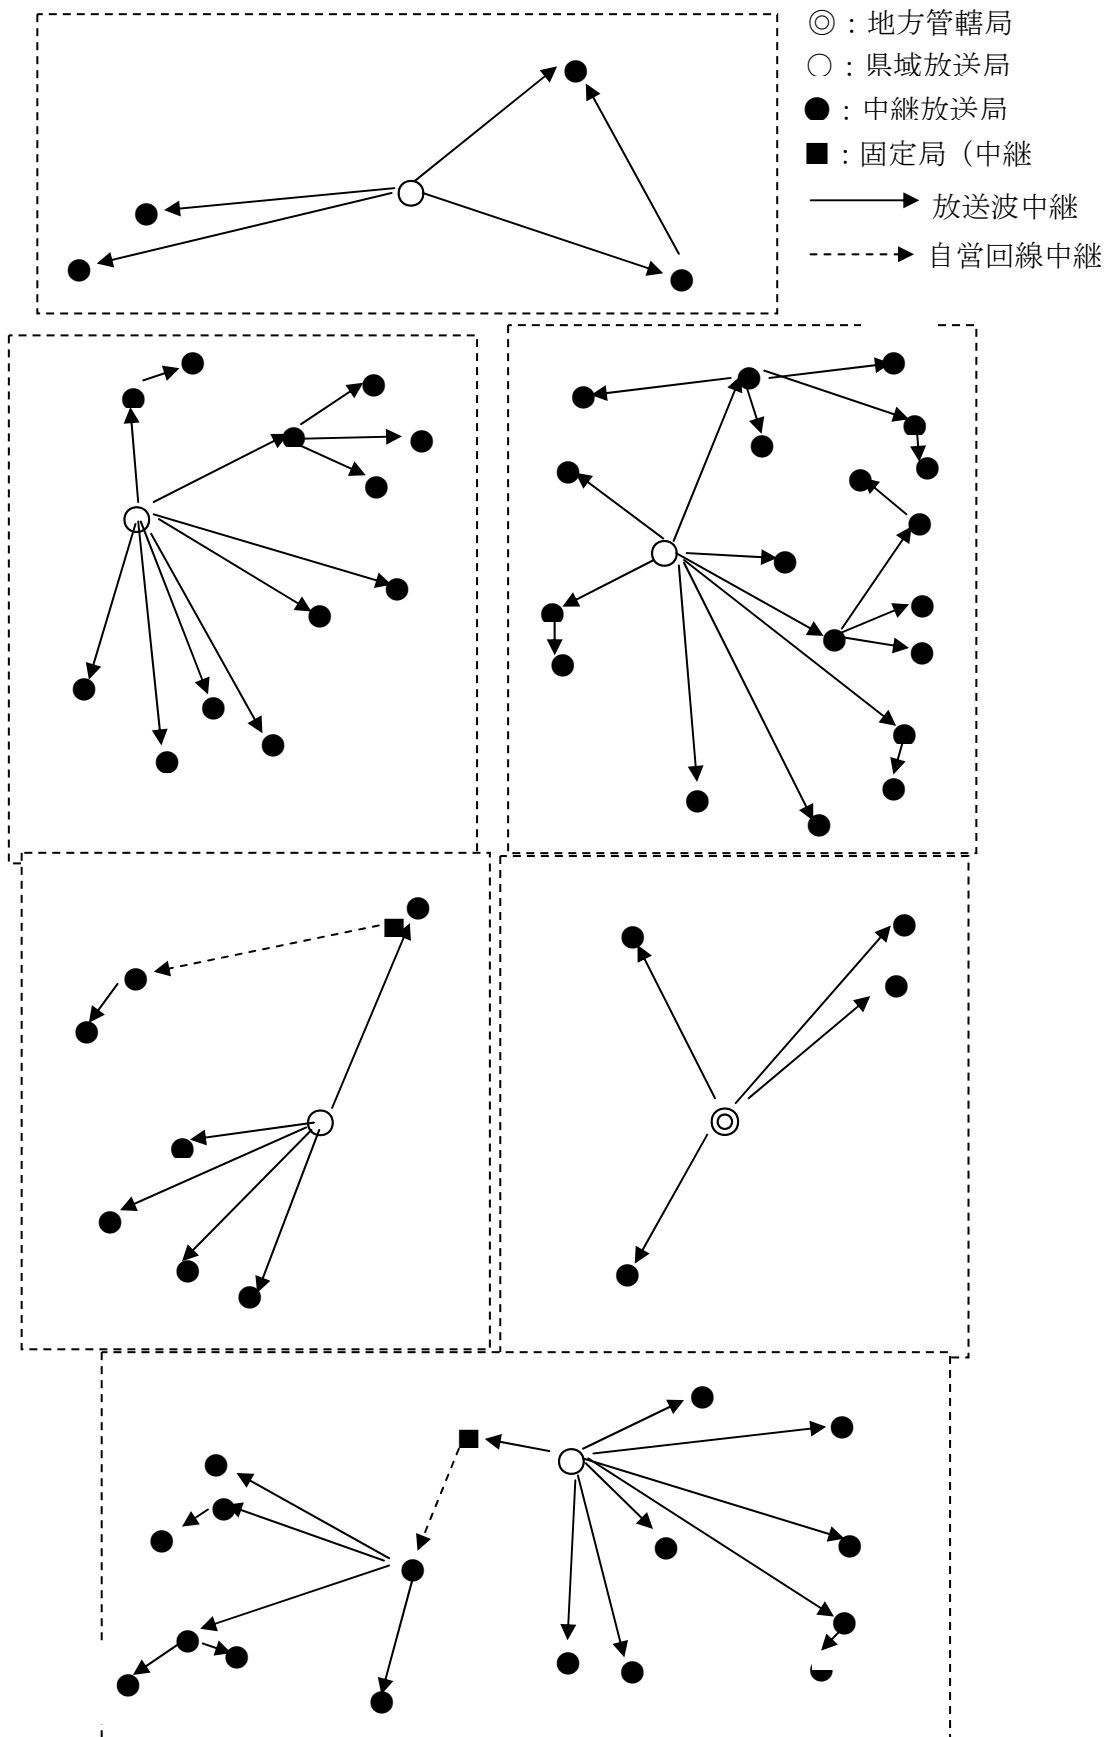 ◎：地方管轄局
○：県域放送局
●：中継放送局
■：固定局（中継
放送波中継
自営回線中継